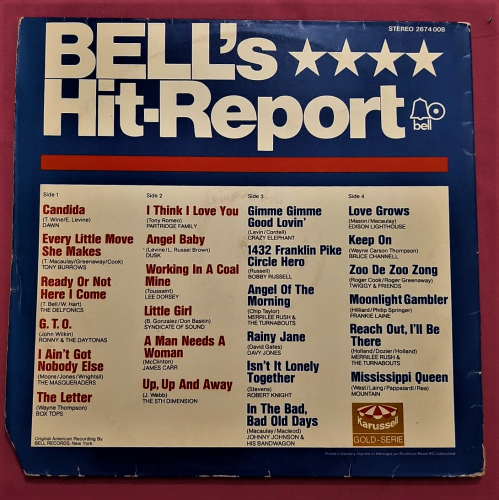 STEREO 2674 008
BELL's ★★★★
Hit-Report
bell
Side 1
Candida
(T. Wine/E. Levine)
DAWN
Every Little Move
She Makes
(T. Macaulay/Greenaway/Cook)
TONY BURROWS
Ready Or Not
Here I Come
(T. Bell/W. Hart)
THE DELFONICS
G. T. O.
(John Wilkin)
RONNY & THE DAYTONAS
I Ain't Got
Nobody Else
(Moore/Jones/Wrightsil)
THE MASQUERADERS
The Letter
(Wayne Thompson)
BOX TOPS
Side 2
I Think I Love You
(Tony Romeo)
PARTRIDGE FAMILY
Angel Baby
(Levine/L. Russel Brown)
DUSK
Working In A Coal
Mine
(Toussaint)
LEE DORSEY
Little Girl
(B. Gonzalez/Don Baskin)
SYNDICATE OF SOUND
A Man Needs A
Woman
(McClinton)
JAMES CARR
Up, Up And Away
(J. Webb)
THE 5TH DIMENSION
Side 3
Gimme Gimme
Good Lovin'
(Lavin/Cordell)
CRAZY ELEPHANT
1432 Franklin Pike
Circle Hero
(Russell)
BOBBY RUSSELL
Angel Of The
Morning
(Chip Taylor)
MERRILEE RUSH &
THE TURNABOUTS
Rainy Jane
(David Gates)
DAVY JONES
Isn't It Lonely
Together
(Stevens)
ROBERT KNIGHT
In The Bad,
Bad Old Days
(Macaulay/Macleod)
JOHNNY JOHNSON &
HIS BANDWAGON
Side 4
Love Grows
(Mason/Macaulay)
EDISON LIGHTHOUSE
Keep On
(Wayne Carson Thompson)
BRUCE CHANNELL
Zoo De Zoo Zong
(Roger Cook/Roger Greenaway)
TWIGGY & FRIENDS
Moonlight Gambler
(Hilliard/Philip Springer)
FRANKIE LAINE
Reach Out, I'll Be
There
(Holland/Dozier/Holland)
MERRILEE RUSH &
THE TURNABOUTS
Mississippi Queen
(West/Laing/Pappalardi/Rea)
MOUNTAIN
Karussell
GOLD-SERIE
Original American Recording By
BELL RECORDS, New York